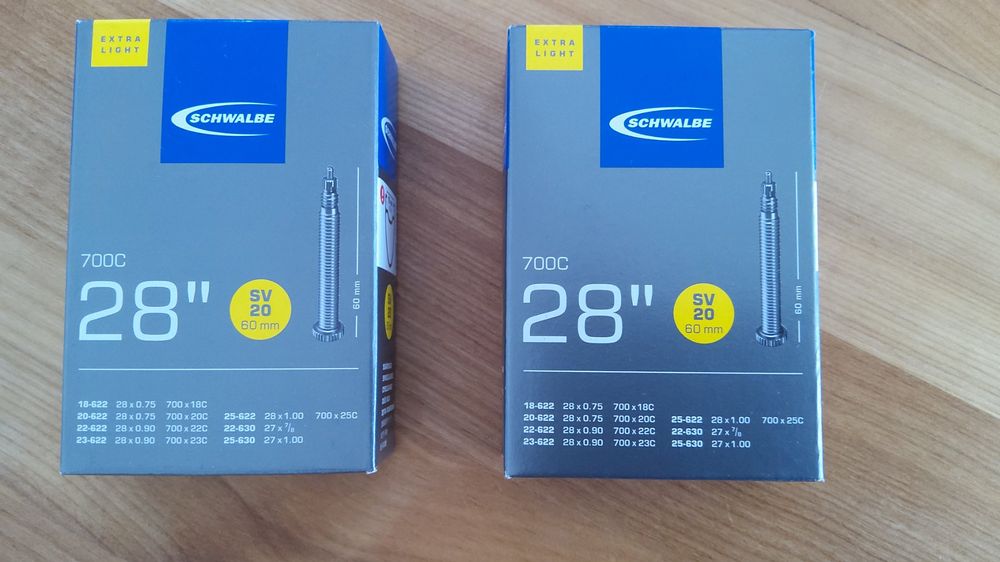 EXTRA
LIGHT
SCHWALBE
700C
28"
SV
20
60 mm
60 mm
18-622 28 x 0.75 700 x 18C
20-622 28 x 0.75 700 x 20C 25-622 28 x 1.00 700 x 25C
22-622 28 x 0.90 700 x 22C 22-630 27 x 7/8
23-622 28 x 0.90 700 x 23C 25-630 27 x 1.00
EXTRA
LIGHT
SCHWALBE
700C
28"
SV
20
60 mm
60 mm
18-622 28 x 0.75 700 x 18C
20-622 28 x 0.75 700 x 20C 25-622 28 x 1.00 700 x 25C
22-622 28 x 0.90 700 x 22C 22-630 27 x 7/8
23-622 28 x 0.90 700 x 23C 25-630 27 x 1.00